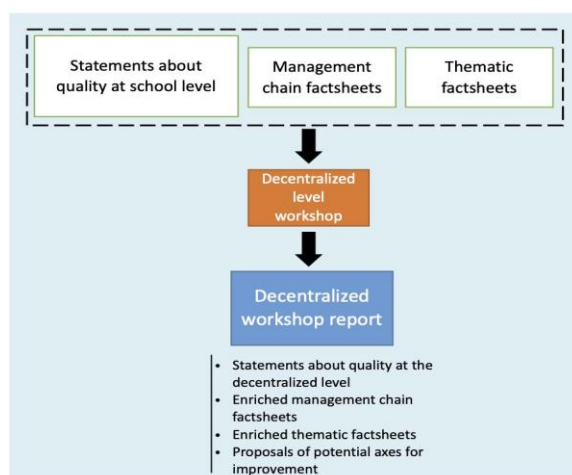 Statements about
quality at school level
Management
chain factsheets
Thematic
factsheets
Decentralized
level
workshop
Decentralized
workshop report
• Statements about quality at the
decentralized level
• Enriched management chain
factsheets
• Enriched thematic factsheets
• Proposals of potential axes for
improvement